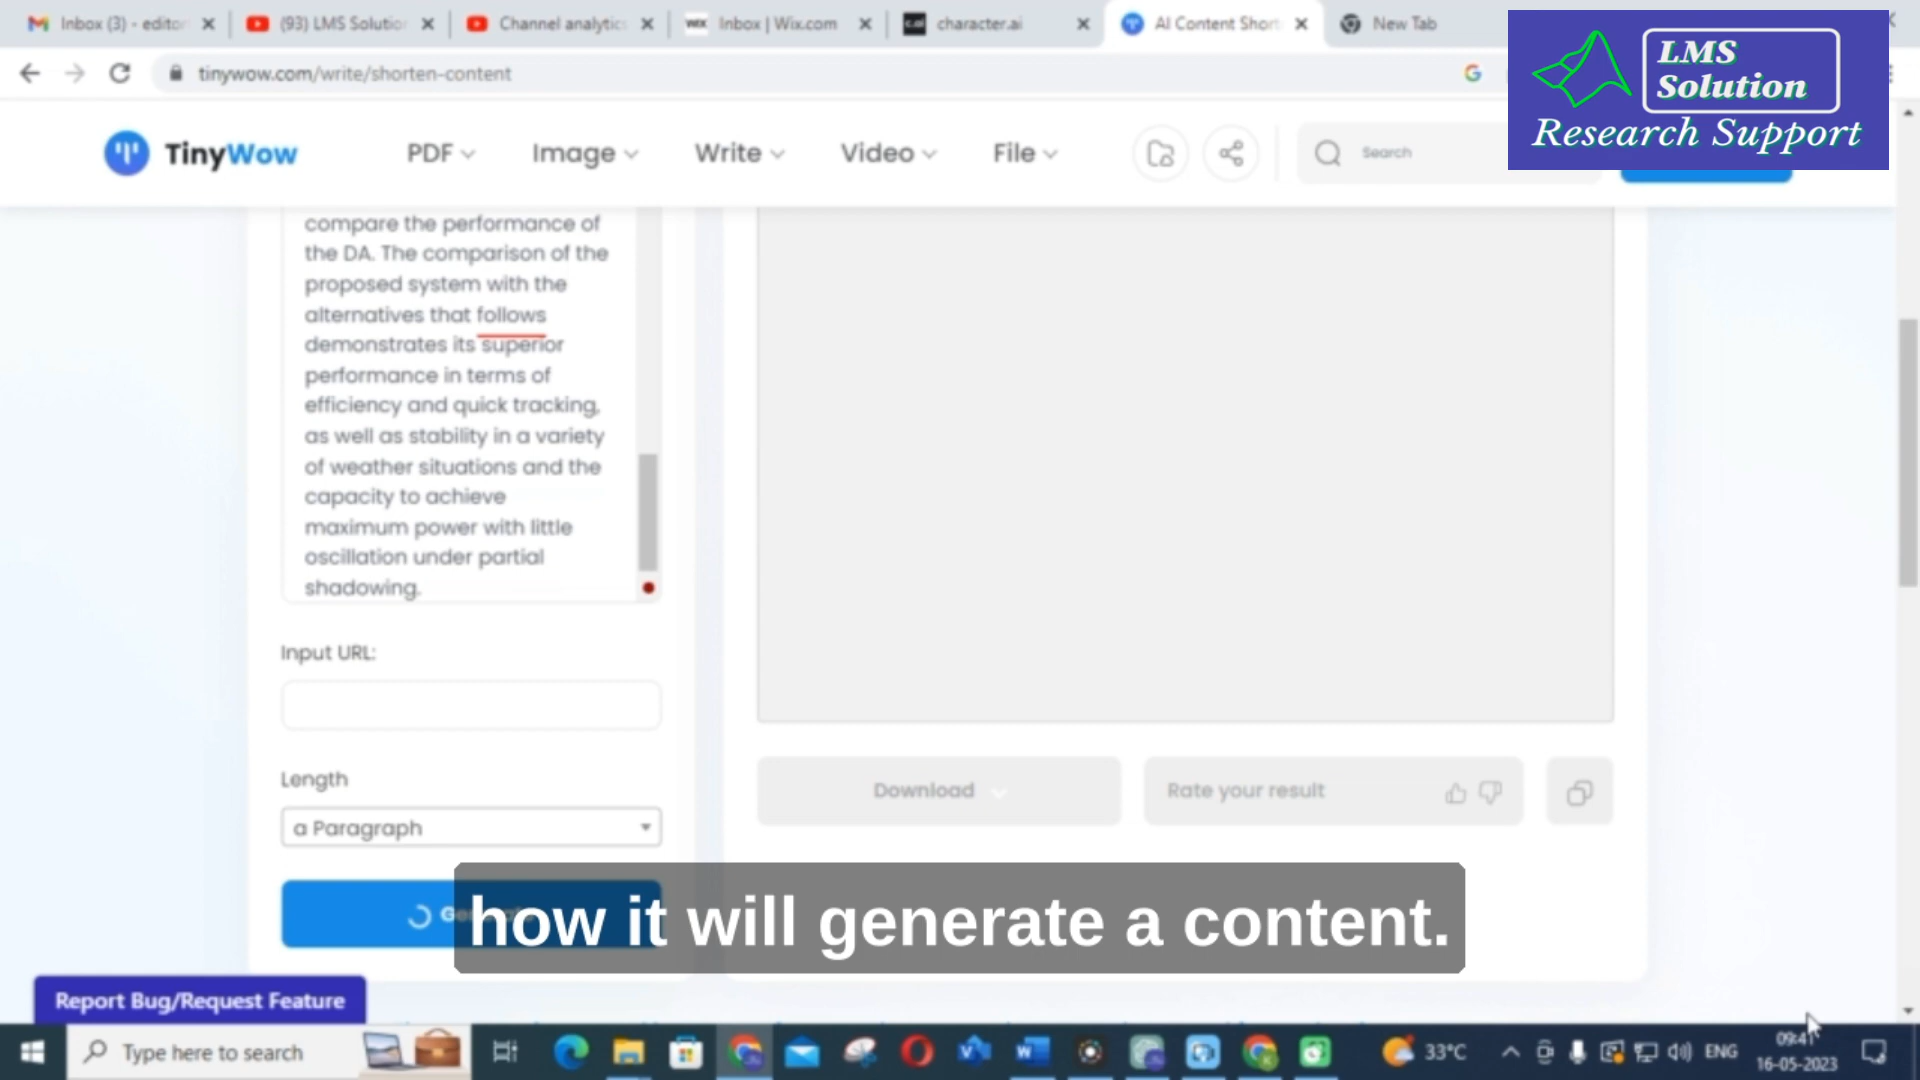 Inbox (3) - editor
(93) LMS Solution
Channel analytics
WIX
Inbox | Wix.com
c.ai
character.ai
AI Content Short
New Tab
tinywow.com/write/shorten-content
LMS
Solution
Research Support
TinyWow
PDF
Image
Write
Video
File
Search
compare the performance of
the DA. The comparison of the
proposed system with the
alternatives that follows
demonstrates its superior
performance in terms of
efficiency and quick tracking,
as well as stability in a variety
of weather situations and the
capacity to achieve
maximum power with little
oscillation under partial
shadowing.
Input URL:
Length
a Paragraph
Download
Rate your result
how it will generate a content.
Report Bug/Request Feature
Type here to search
33°C
ENG
09:41
16-05-2023